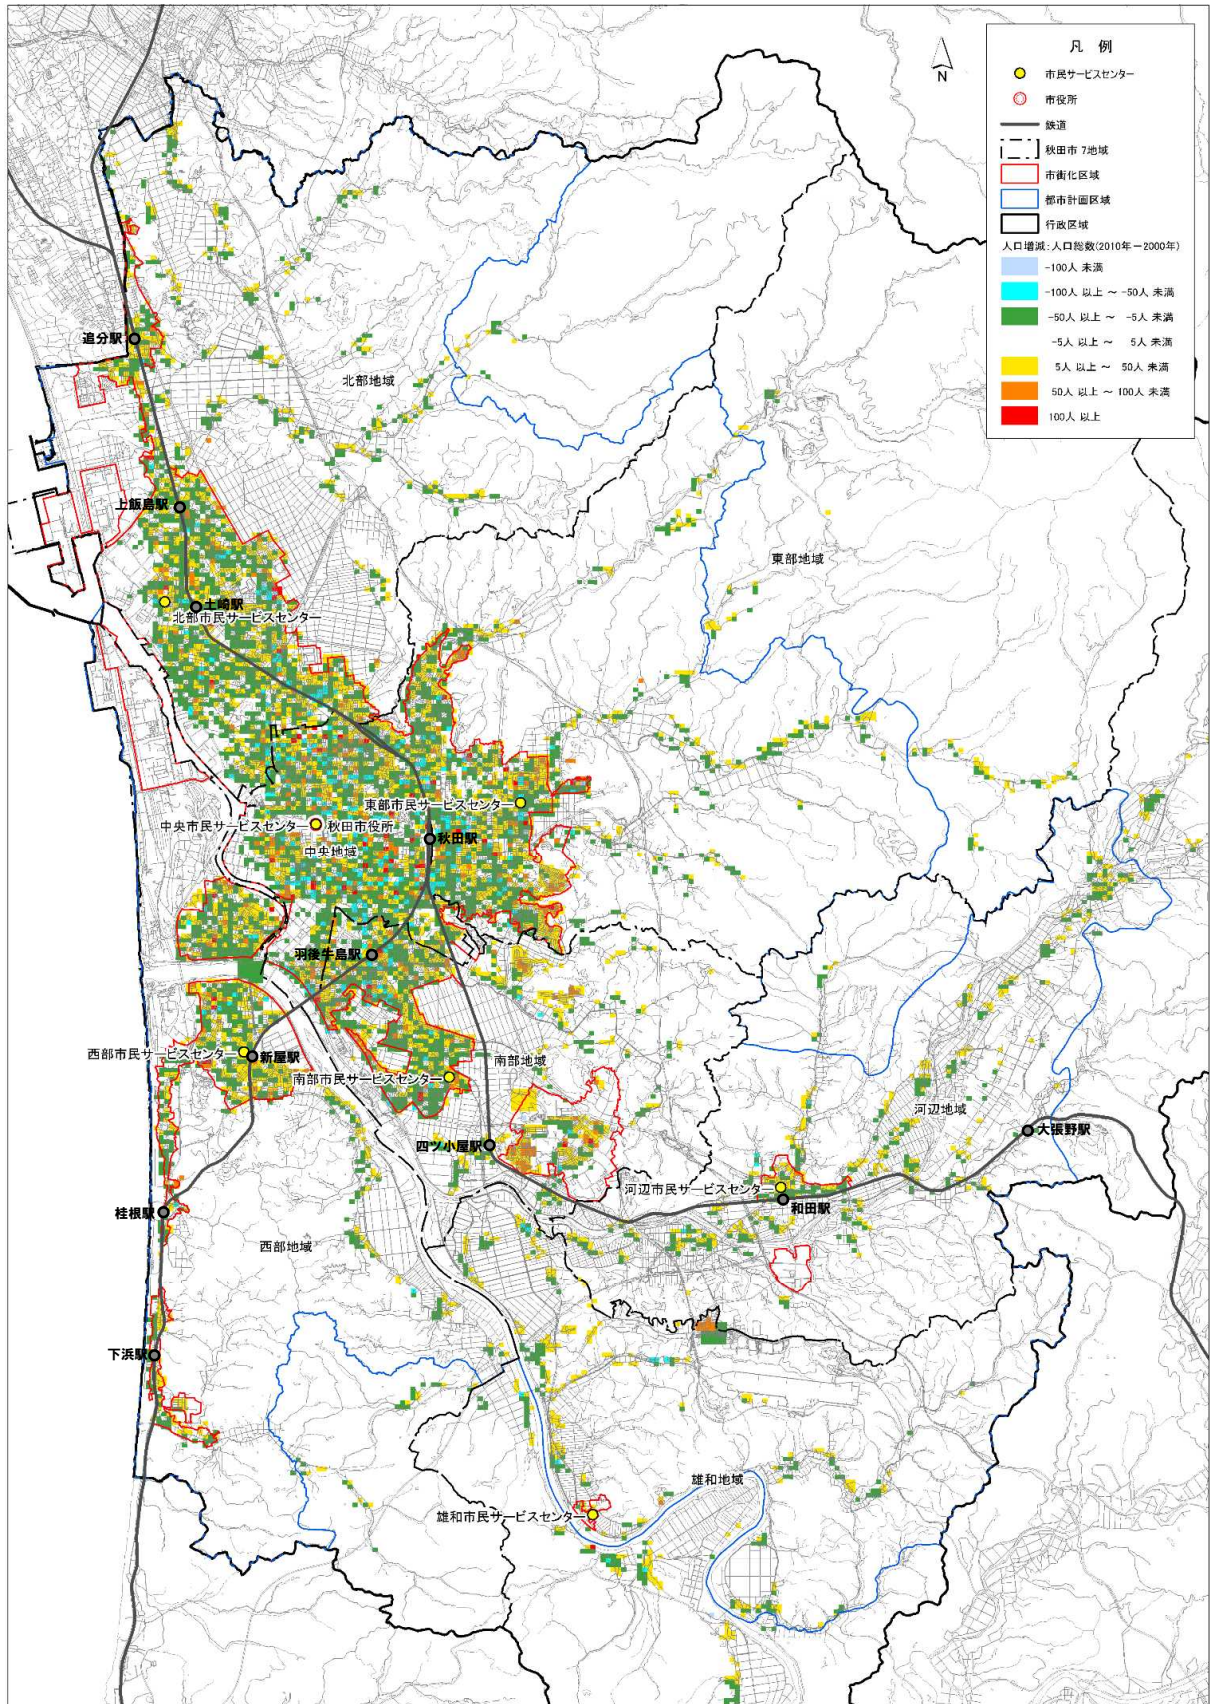 凡 例
市民サービスセンター
市役所
鉄道
秋田市 7地域
市街化区域
都市計画区域
行政区域
人口増減:人口総数(2010年－2000年)
-100人 未満
-100人 以上 ～ -50人 未満
-50人 以上 ～ -5人 未満
-5人 以上 ～ 5人 未満
5人 以上 ～ 50人 未満
50人 以上 ～ 100人 未満
100人 以上
N
追分駅
北部地域
上飯島駅
東部地域
土崎駅
北部市民サービスセンター
東部市民サービスセンター
中央市民サービスセンター
秋田市役所
秋田駅
中央地域
羽後牛島駅
西部市民サービスセンター
新屋駅
南部地域
南部市民サービスセンター
河辺地域
大張野駅
四ツ小屋駅
河辺市民サービスセンター
和田駅
桂根駅
西部地域
下浜駅
雄和地域
雄和市民サービスセンター